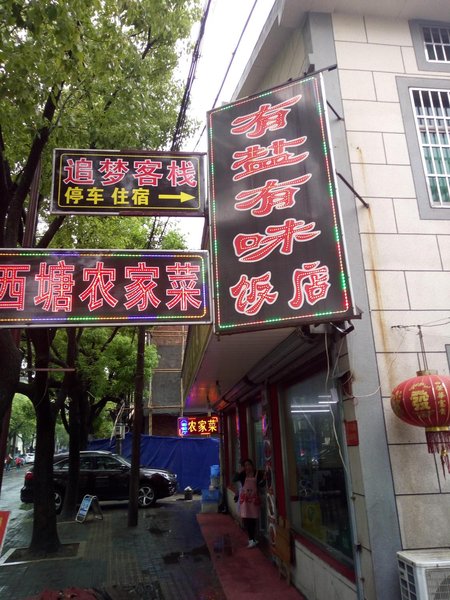 追梦客栈
停车 住宿
西塘农家菜
有盐有味
饭店
农家菜